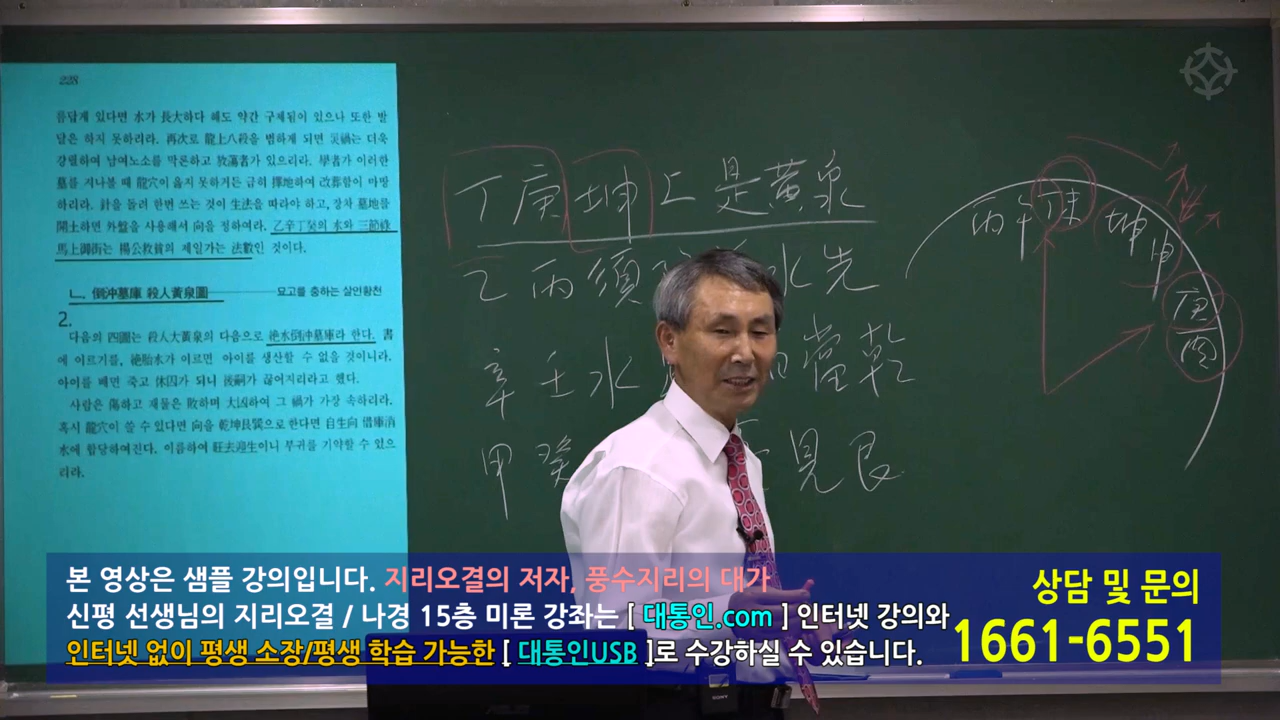 228
름답게 있다면 水가 長大하다 해도 약간 구제됨이 있으나 또한 발
달은 하지 못하리라. 再次로 龍上八殺을 범하게 되면 災禍는 더욱
강렬하여 남여노소를 막론하고 放蕩者가 있으리라. 學者가 이러한
墓를 지나볼 때 龍穴이 옳지 못하거든 급히 擇地하여 改葬함이 마땅
하리라. 針을 돌려 한번 쓰는 것이 生法을 따라야 하고, 장차 墓地를
開土하면 外盤을 사용해서 向을 정하여라. 乙辛丁癸의 水와 三節祿
馬上御街는 楊公救貧의 제일가는 法數인 것이다.
ㄴ. 倒沖墓庫 殺人黃泉圖 묘고를 충하는 살인황천
2.
다음의 四圖는 殺人大黃泉의 다음으로 絶水倒沖墓庫라 한다. 書
에 이르기를, 絶胎水가 이르면 아이를 생산할 수 없을 것이니라.
아이를 배면 죽고 休囚가 되니 後嗣가 끊어지리라고 했다.
사람은 傷하고 재물은 敗하며 大凶하여 그 禍가 가장 속하리라.
혹시 龍穴이 쓸 수 있다면 向을 乾坤艮巽으로 한다면 自生向 借庫消
水에 합당하여진다. 이름하여 旺去迎生이니 부귀를 기약할 수 있으
리라.
丁庚坤上是黃泉
乙丙須 水先
辛壬水 當乾
甲癸 見艮
丙午丁未坤申庚酉
본 영상은 샘플 강의입니다. 지리오결의 저자, 풍수지리의 대가
신평 선생님의 지리오결 / 나경 15층 미론 강좌는 [ 대통인.com ] 인터넷 강의와
인터넷 없이 평생 소장/평생 학습 가능한 [ 대통인USB ]로 수강하실 수 있습니다.
상담 및 문의
1661-6551
SONY